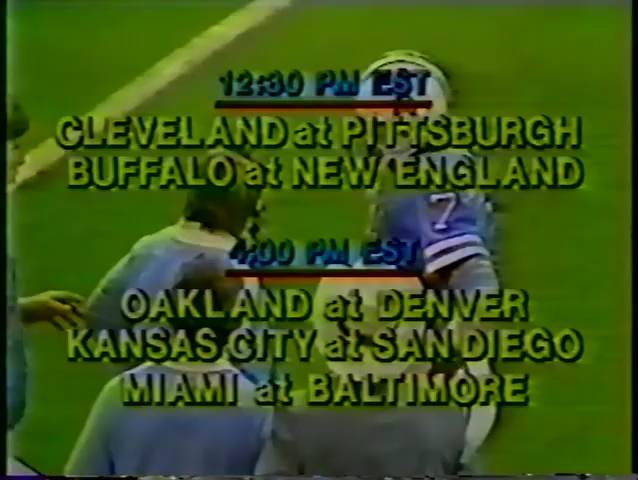 12:30 PM EST
CLEVELAND at PITTSBURGH
BUFFALO at NEW ENGLAND
4:00 PM EST
OAKLAND at DENVER
KANSAS CITY at SAN DIEGO
MIAMI at BALTIMORE
7